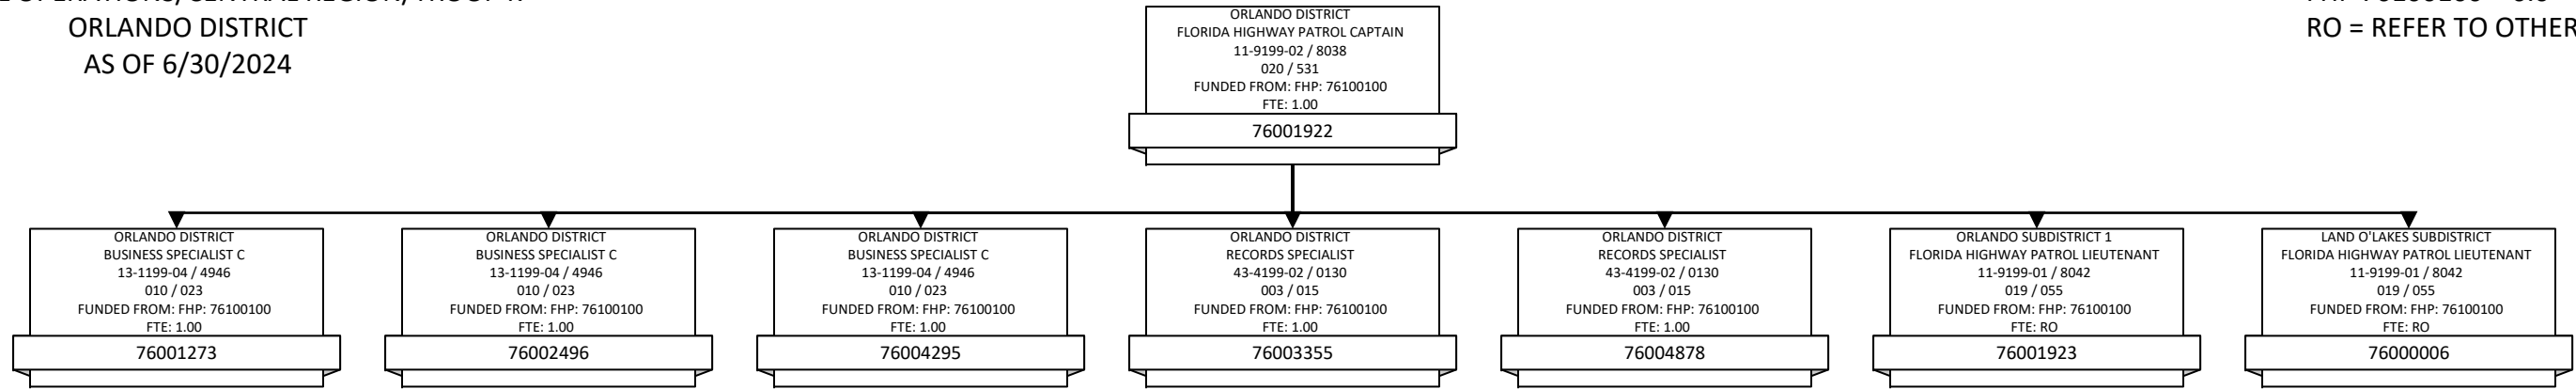 OPERATIONS/CENTRAL REGION/TROOP
ORLANDO DISTRICT
AS OF 6/30/2024
RO = REFER TO OTHER
ORLANDO DISTRICT
FLORIDA HIGHWAY PATROL CAPTAIN
11-9199-02 / 8038
020 / 531
FUNDED FROM: FHP: 76100100
FTE: 1.00
76001922
ORLANDO DISTRICT
BUSINESS SPECIALIST C
13-1199-04 / 4946
010 / 023
FUNDED FROM: FHP: 76100100
FTE: 1.00
76001273
ORLANDO DISTRICT
BUSINESS SPECIALIST C
13-1199-04 / 4946
010 / 023
FUNDED FROM: FHP: 76100100
FTE: 1.00
76002496
ORLANDO DISTRICT
BUSINESS SPECIALIST C
13-1199-04 / 4946
010 / 023
FUNDED FROM: FHP: 76100100
FTE: 1.00
76004295
ORLANDO DISTRICT
RECORDS SPECIALIST
43-4199-02 / 0130
003 / 015
FUNDED FROM: FHP: 76100100
FTE: 1.00
76003355
ORLANDO DISTRICT
RECORDS SPECIALIST
43-4199-02 / 0130
003 / 015
FUNDED FROM: FHP: 76100100
FTE: 1.00
76004878
ORLANDO SUBDISTRICT 1
FLORIDA HIGHWAY PATROL LIEUTENANT
11-9199-01 / 8042
019 / 055
FUNDED FROM: FHP: 76100100
FTE: RO
76001923
LAND O'LAKES SUBDISTRICT
FLORIDA HIGHWAY PATROL LIEUTENANT
11-9199-01 / 8042
019 / 055
FUNDED FROM: FHP: 76100100
FTE: RO
76000006